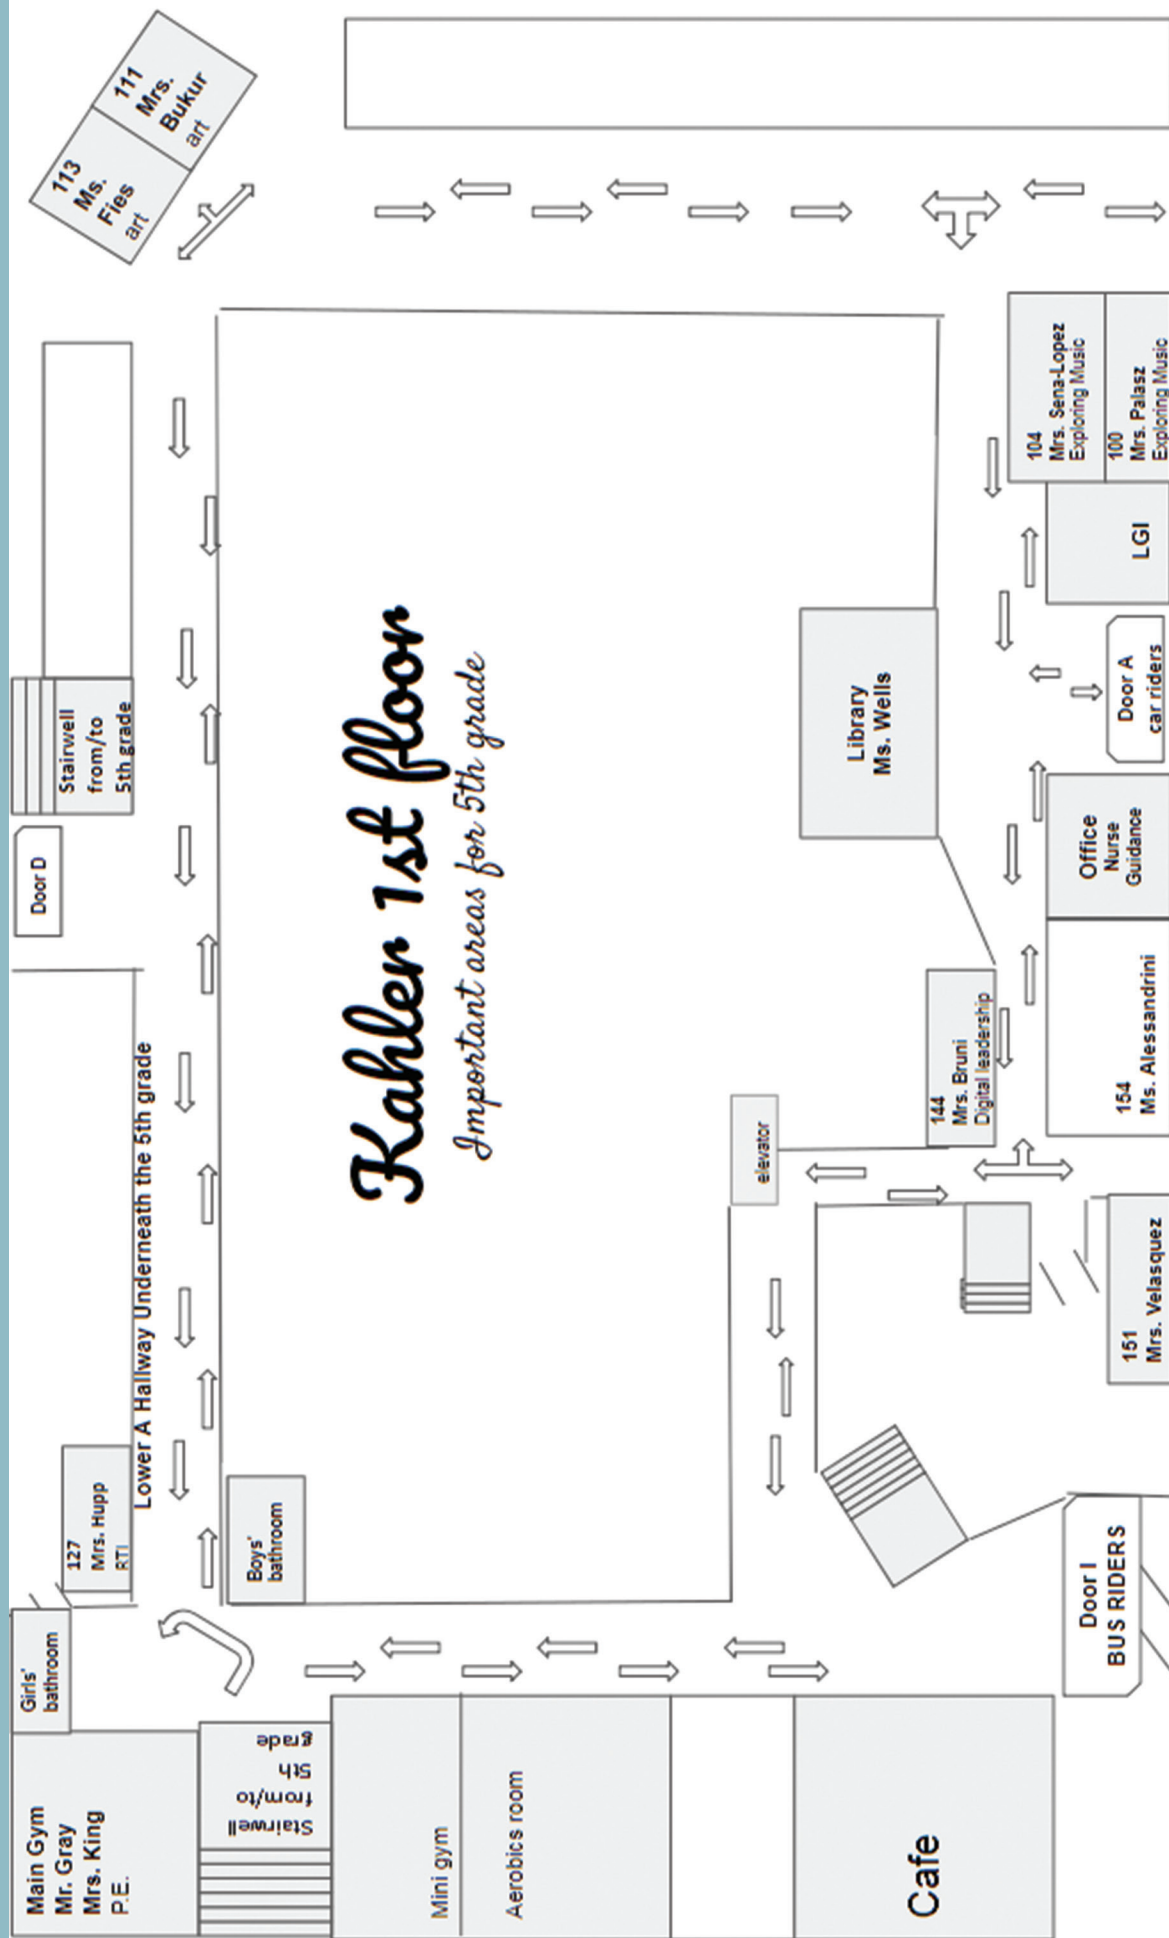 Kahler 1st floor
Important areas for 5th grade
Main Gym
Mr. Gray
Mrs. King
P.E.
Girls'
bathroom
127
Mrs. Hupp
RTI
Lower A Hallway Underneath the 5th grade
Door D
Stairwell
from/to
5th grade
113
Ms.
Fies
art
111
Mrs.
Bukur
art
Stairwell
from/to
5th
grade
Boys'
bathroom
Mini gym
Aerobics room
Cafe
elevator
Library
Ms. Wells
144
Mrs. Bruni
Digital leadership
104
Mrs. Sena-Lopez
Exploring Music
100
Mrs. Palasz
Exploring Music
LGI
Door A
car riders
Office
Nurse
Guidance
154
Ms. Alessandrini
151
Mrs. Velasquez
Door I
BUS RIDERS